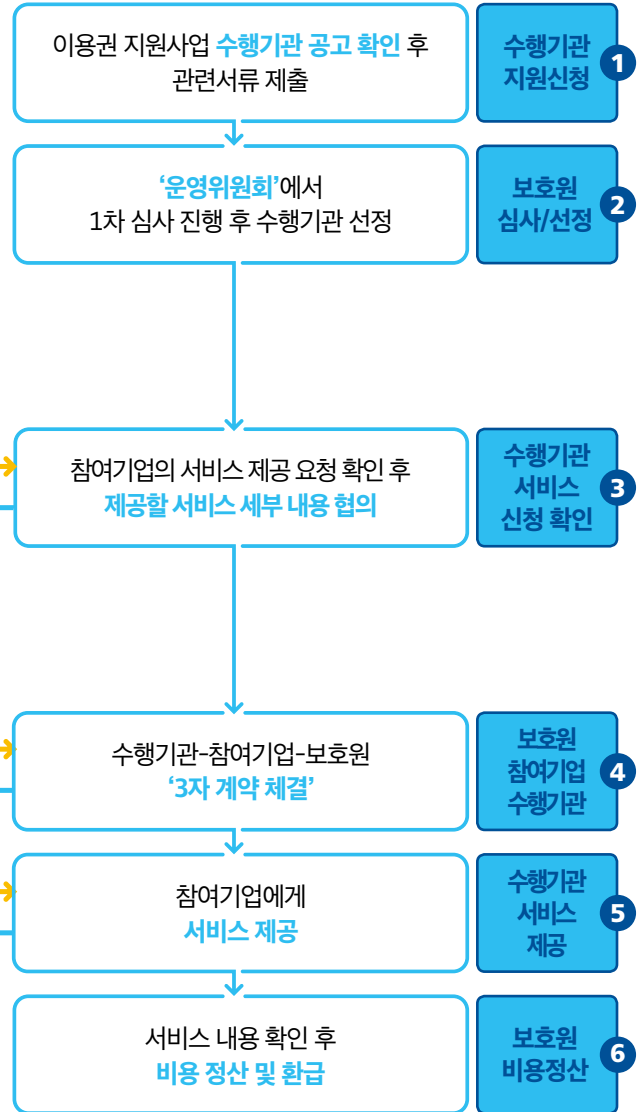 이용권 지원사업 수행기관 공고 확인 후
관련서류 제출
수행기관
지원신청
1
‘운영위원회’에서
1차 심사 진행 후 수행기관 선정
보호원
심사/선정
2
참여기업의 서비스 제공 요청 확인 후
제공할 서비스 세부 내용 협의
수행기관
서비스
신청 확인
3
수행기관-참여기업-보호원
‘3자 계약 체결’
보호원
참여기업
수행기관
4
참여기업에게
서비스 제공
수행기관
서비스
제공
5
서비스 내용 확인 후
비용 정산 및 환급
보호원
비용정산
6